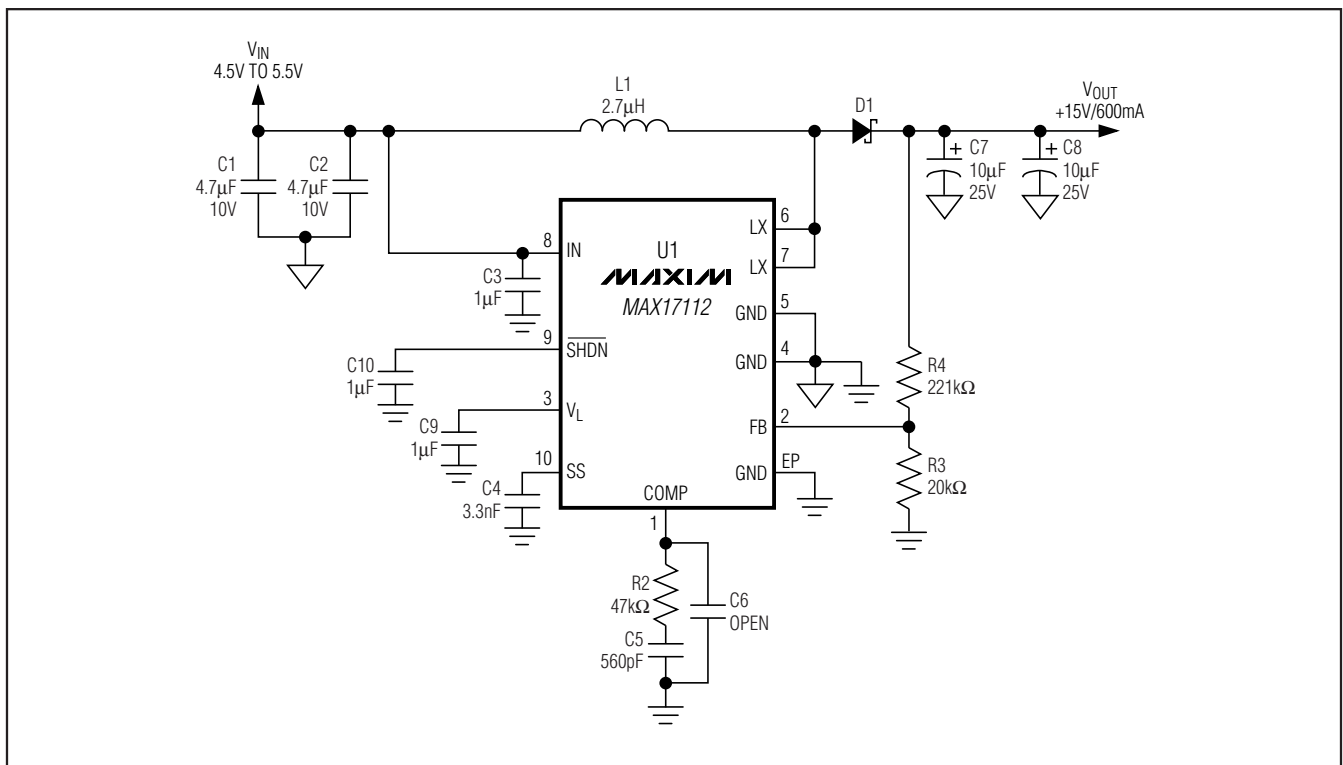 VIN
4.5V TO 5.5V
L1
2.7μH
D1
VOUT
+15V/600mA
C1
4.7μF
10V
C2
4.7μF
10V
+ C7
10μF
25V
+ C8
10μF
25V
8
IN
C3
1μF
U1
MAXIM
MAX17112
LX
6
LX
7
GND
5
GND
4
9
SHDN
C10
1μF
R4
221kΩ
3
VL
C9
1μF
FB
2
R3
20kΩ
10
SS
C4
3.3nF
GND
EP
COMP
1
R2
47kΩ
C6
OPEN
C5
560pF